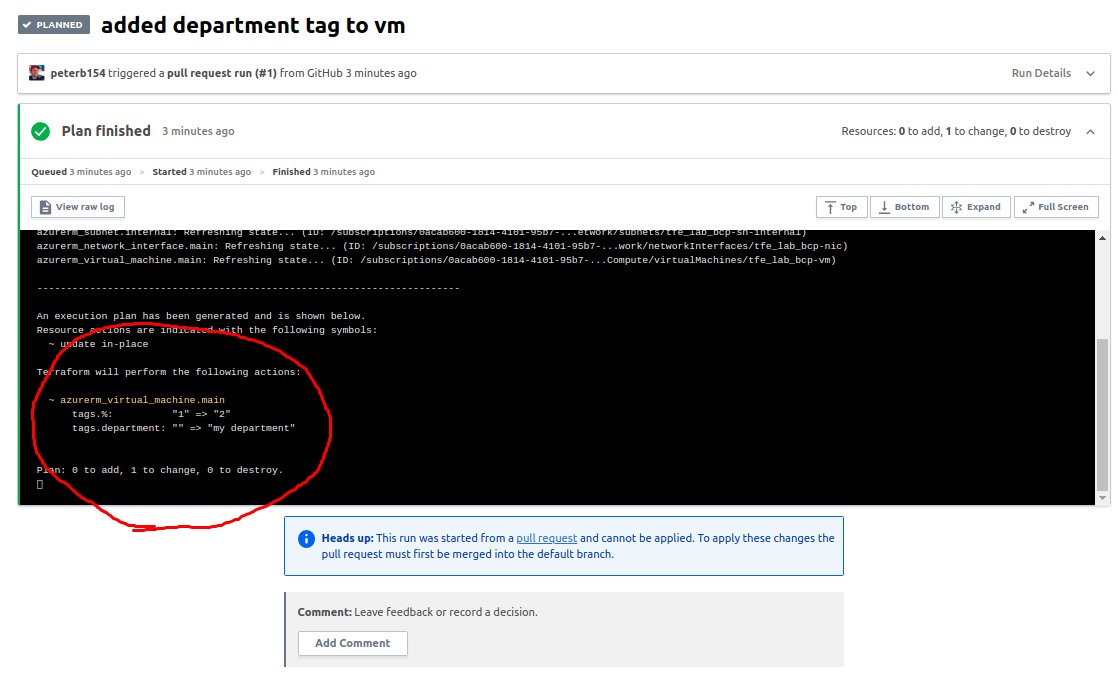 PLANNED added department tag to vm
peterb154 triggered a pull request run (#1) from GitHub 3 minutes ago Run Details
Plan finished 3 minutes ago Resources: 0 to add, 1 to change, 0 to destroy
Queued 3 minutes ago > Started 3 minutes ago > Finished 3 minutes ago
View raw log Top Bottom Expand Full Screen
azurerm_subnet.internal: Refreshing state... (ID: /subscriptions/0acab600-1814-4101-95b7-...etwork/subnets/tfe_lab_bcp-sn-internal)
azurerm_network_interface.main: Refreshing state... (ID: /subscriptions/0acab600-1814-4101-95b7-...work/networkInterfaces/tfe_lab_bcp-nic)
azurerm_virtual_machine.main: Refreshing state... (ID: /subscriptions/0acab600-1814-4101-95b7-...Compute/virtualMachines/tfe_lab_bcp-vm)
------------------------------------------------------------------------
An execution plan has been generated and is shown below.
Resource actions are indicated with the following symbols:
~ update in-place
Terraform will perform the following actions:
~ azurerm_virtual_machine.main
tags.%: "1" => "2"
tags.department: "" => "my department"
Plan: 0 to add, 1 to change, 0 to destroy.
Heads up: This run was started from a pull request and cannot be applied. To apply these changes the
pull request must first be merged into the default branch.
Comment: Leave feedback or record a decision.
Add Comment